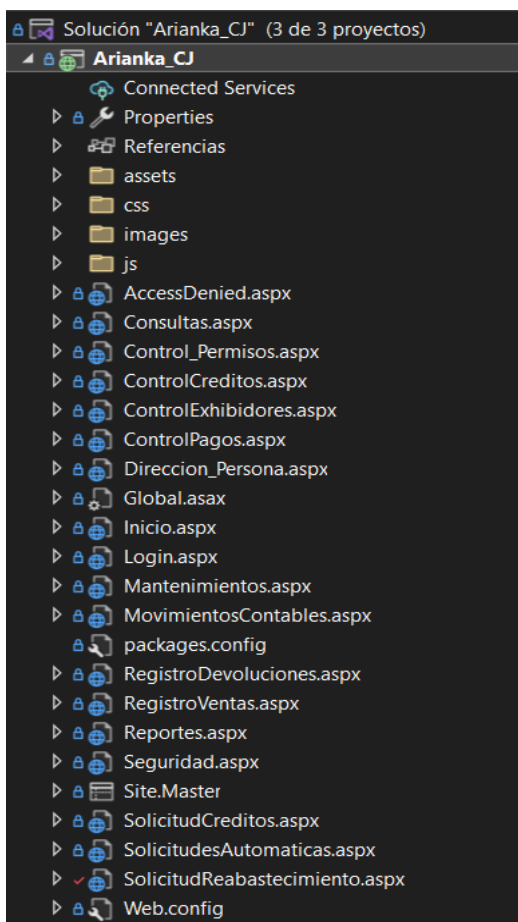 Solución "Arianka_CJ" (3 de 3 proyectos)
Arianka_CJ
Connected Services
Properties
Referencias
assets
css
images
js
AccessDenied.aspx
Consultas.aspx
Control_Permisos.aspx
ControlCreditos.aspx
ControlExhibidores.aspx
ControlPagos.aspx
Direccion_Persona.aspx
Global.asax
Inicio.aspx
Login.aspx
Mantenimientos.aspx
MovimientosContables.aspx
packages.config
RegistroDevoluciones.aspx
RegistroVentas.aspx
Reportes.aspx
Seguridad.aspx
Site.Master
SolicitudCreditos.aspx
SolicitudesAutomaticas.aspx
SolicitudReabastecimiento.aspx
Web.config